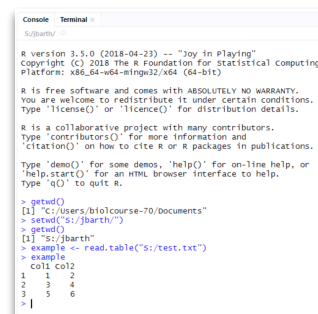 Console Terminal ×
S:/jbarth/
R version 3.5.0 (2018-04-23) -- "Joy in Playing"
Copyright (C) 2018 The R Foundation for Statistical Computing
Platform: x86_64-w64-mingw32/x64 (64-bit)
R is free software and comes with ABSOLUTELY NO WARRANTY.
You are welcome to redistribute it under certain conditions.
Type 'license()' or 'licence()' for distribution details.
R is a collaborative project with many contributors.
Type 'contributors()' for more information and
'citation()' on how to cite R or R packages in publications.
Type 'demo()' for some demos, 'help()' for on-line help, or
'help.start()' for an HTML browser interface to help.
Type 'q()' to quit R.
> getwd()
[1] "C:/Users/biolcourse-70/Documents"
> setwd("S:/jbarth/")
> getwd()
[1] "S:/jbarth"
> example <- read.table("S:/test.txt")
> example
Col1 Col2
1 1 2
2 3 4
3 5 6
>